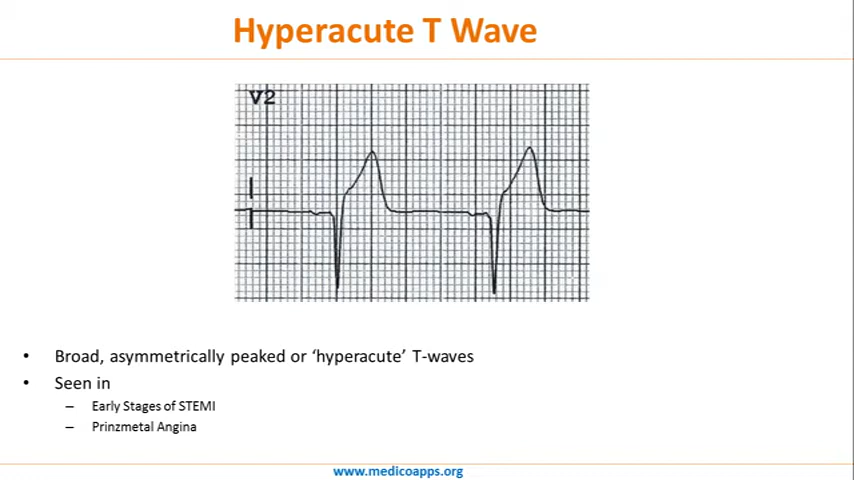 Hyperacute T Wave
V2
• Broad, asymmetrically peaked or ‘hyperacute’ T-waves
• Seen in
– Early Stages of STEMI
– Prinzmetal Angina
www.medicoapps.org